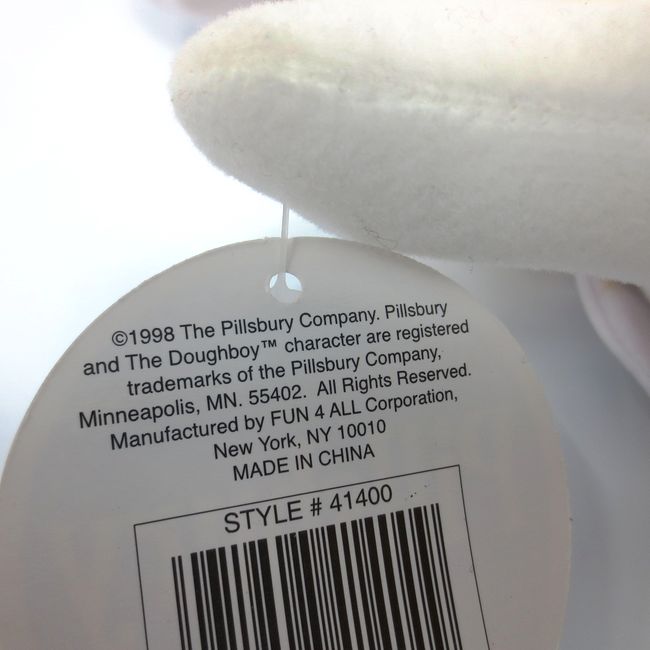 ©1998 The Pillsbury Company. Pillsbury
and The Doughboy™ character are registered
trademarks of the Pillsbury Company,
Minneapolis, MN. 55402. All Rights Reserved.
Manufactured by FUN 4 ALL Corporation,
New York, NY 10010
MADE IN CHINA
STYLE # 41400